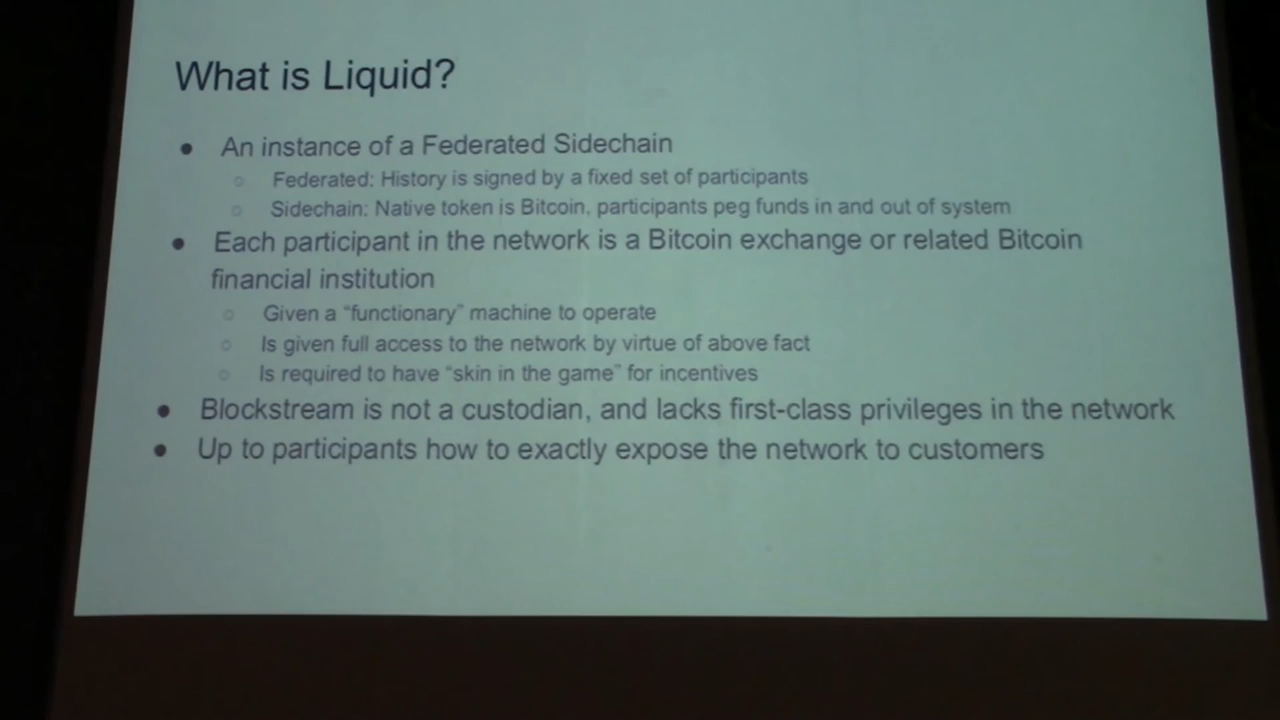 What is Liquid?
● An instance of a Federated Sidechain
○ Federated: History is signed by a fixed set of participants
○ Sidechain: Native token is Bitcoin, participants peg funds in and out of system
● Each participant in the network is a Bitcoin exchange or related Bitcoin
financial institution
○ Given a “functionary” machine to operate
○ Is given full access to the network by virtue of above fact
○ Is required to have “skin in the game” for incentives
● Blockstream is not a custodian, and lacks first-class privileges in the network
● Up to participants how to exactly expose the network to customers